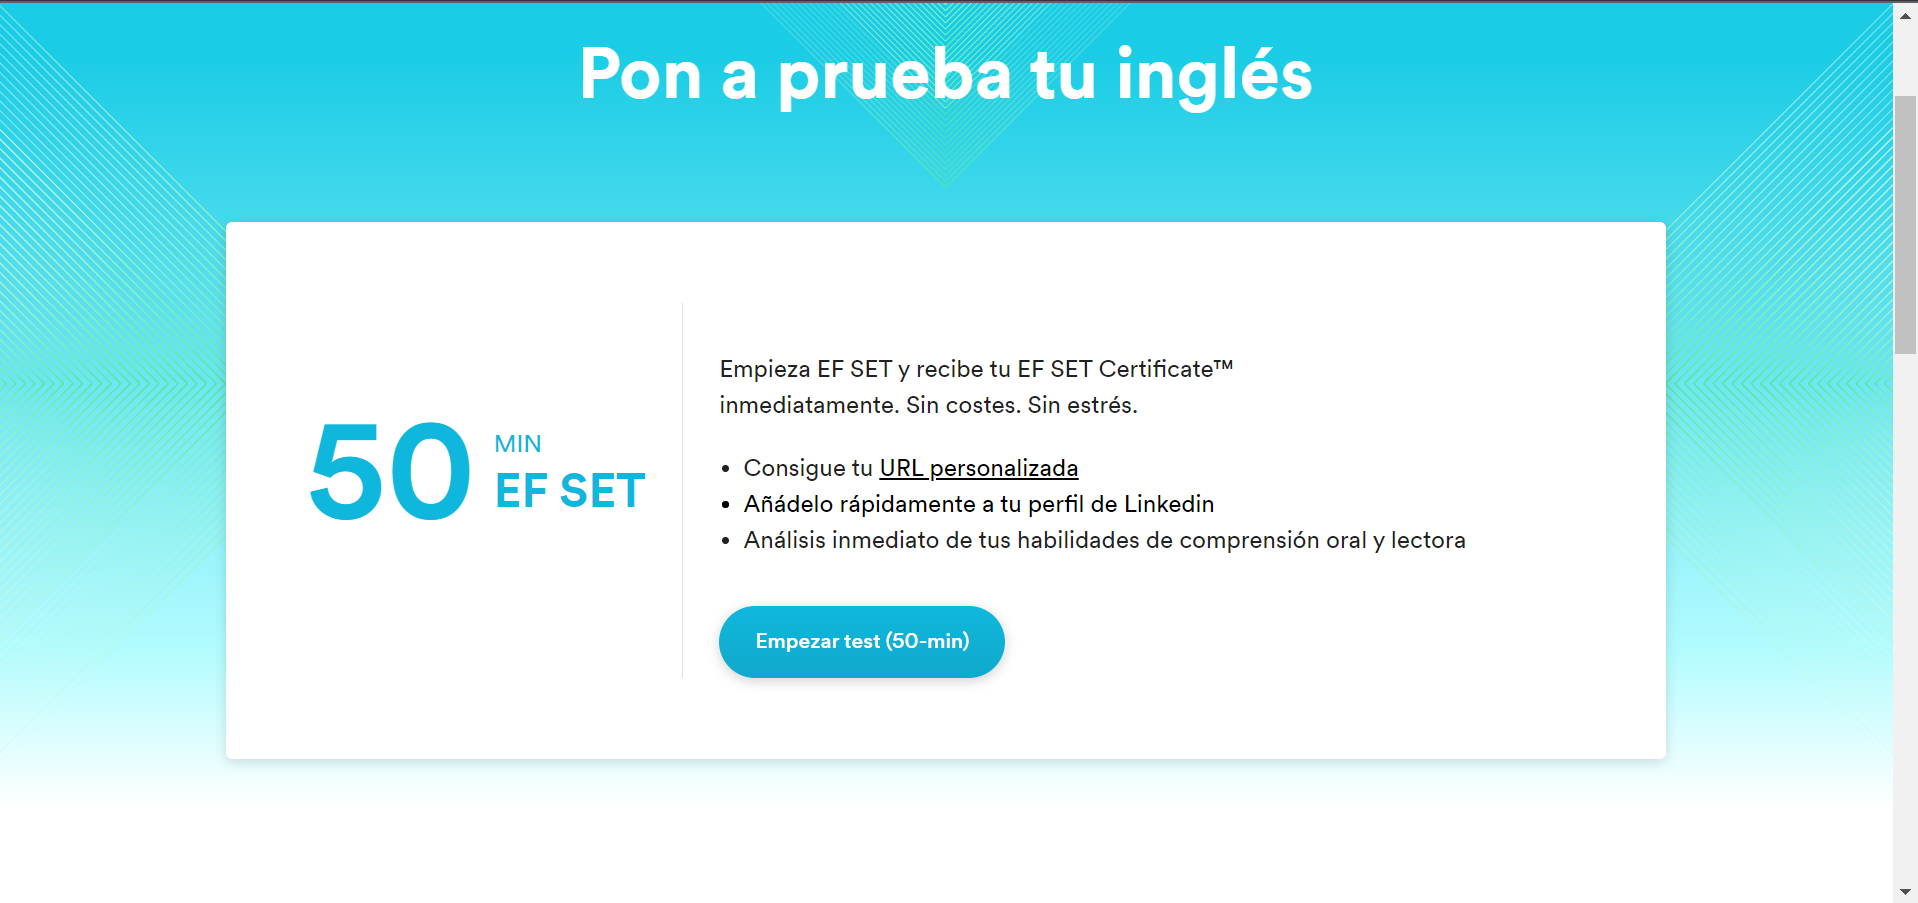 Pon a prueba tu inglés
50
MIN
EF SET
Empieza EF SET y recibe tu EF SET Certificate™
inmediatamente. Sin costes. Sin estrés.
• Consigue tu URL personalizada
• Añádelo rápidamente a tu perfil de Linkedin
• Análisis inmediato de tus habilidades de comprensión oral y lectora
Empezar test (50-min)